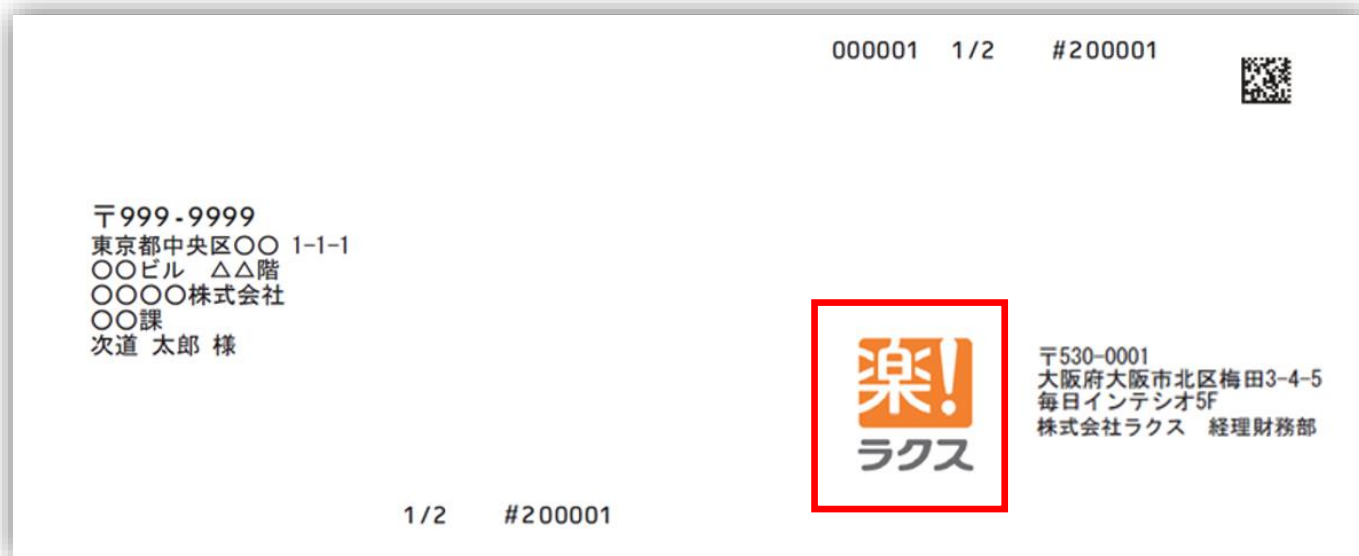 000001 1/2 #200001
〒999-9999
東京都中央区〇〇 1-1-1
〇〇ビル　△△階
〇〇〇〇株式会社
〇〇課
次道 太郎 様
楽!
ラクス
〒530-0001
大阪府大阪市北区梅田3-4-5
毎日インテシオ5F
株式会社ラクス　経理財務部
1/2 #200001